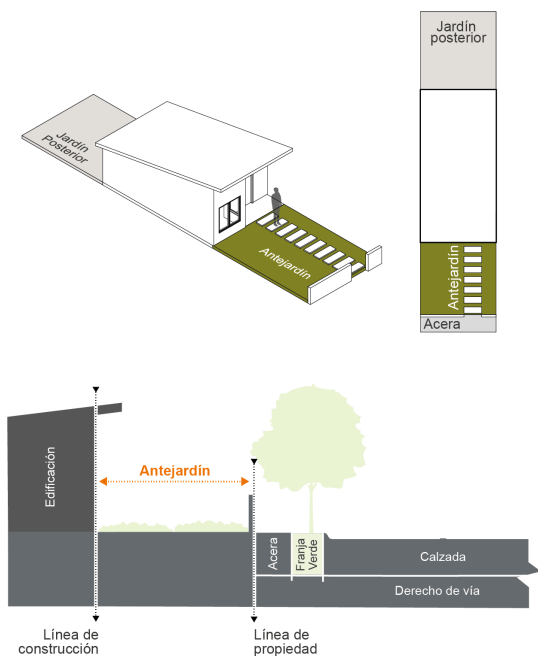 Jardín
Posterior
Antejardín
Jardín
posterior
Antejardín
Acera
Antejardín
Edificación
Acera
Franja
Verde
Calzada
Derecho de vía
Línea de
construcción
Línea de
propiedad